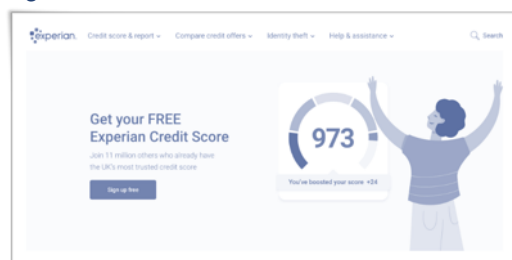 experian.
Credit score & report
Compare credit offers
Identity theft
Help & assistance
Search
Get your FREE
Experian Credit Score
Join 11 million others who already have
the UK's most trusted credit score
Sign up free
973
You've boosted your score +24